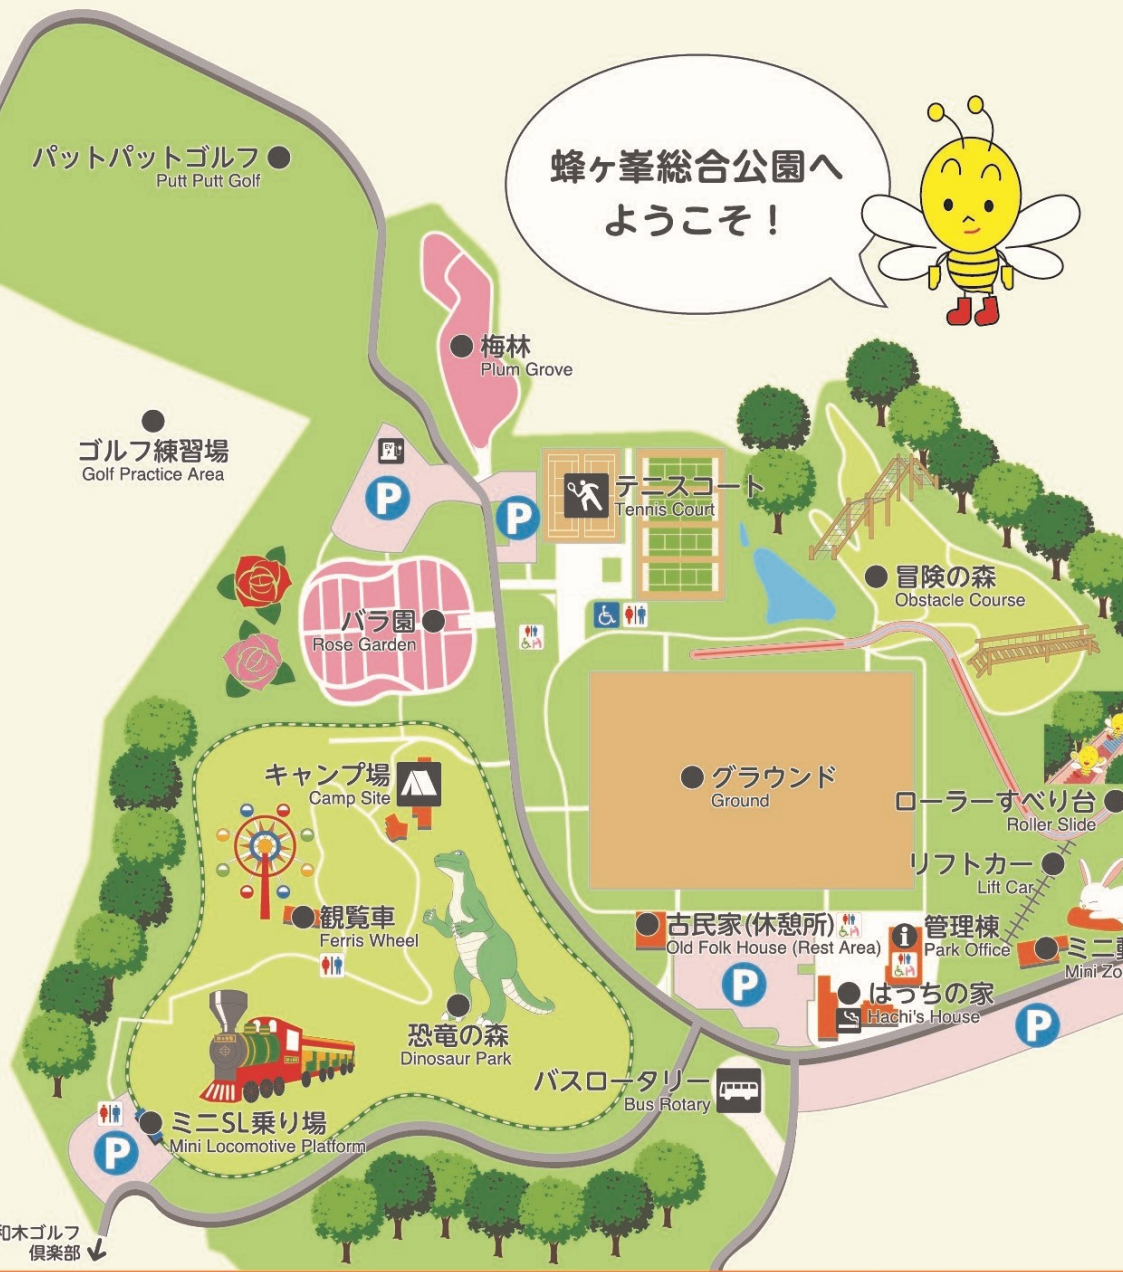 蜂ヶ峯総合公園へ
ようこそ！
パットパットゴルフ
Putt Putt Golf
梅林
Plum Grove
ゴルフ練習場
Golf Practice Area
EV
P
P
テニスコート
Tennis Court
冒険の森
Obstacle Course
バラ園
Rose Garden
キャンプ場
Camp Site
グラウンド
Ground
ローラーすべり台
Roller Slide
リフトカー
Lift Car
観覧車
Ferris Wheel
古民家(休憩所)
Old Folk House (Rest Area)
i
管理棟
Park Office
ミニ
Mini Zo
P
はっちの家
Hachi's House
P
恐竜の森
Dinosaur Park
バスロータリー
Bus Rotary
ミニSL乗り場
Mini Locomotive Platform
P
和木ゴルフ
倶楽部